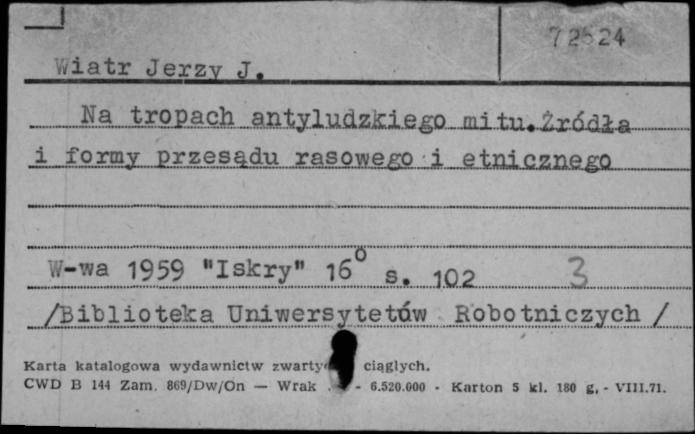 72524
Wiatr Jerzy J.
Na tropach antyludzkiego mitu.Źródła
i formy przesądu rasowego i etnicznego
W-wa 1959 "Iskry" 16° s. 102 3
/Biblioteka Uniwersytetów Robotniczych /
Karta katalogowa wydawnictw ciągłych.
CWD B 144 Zam. 869/Dw/On — Wrak - 6.520.000 - Karton 5 kl. 180 g. - VIII.71.